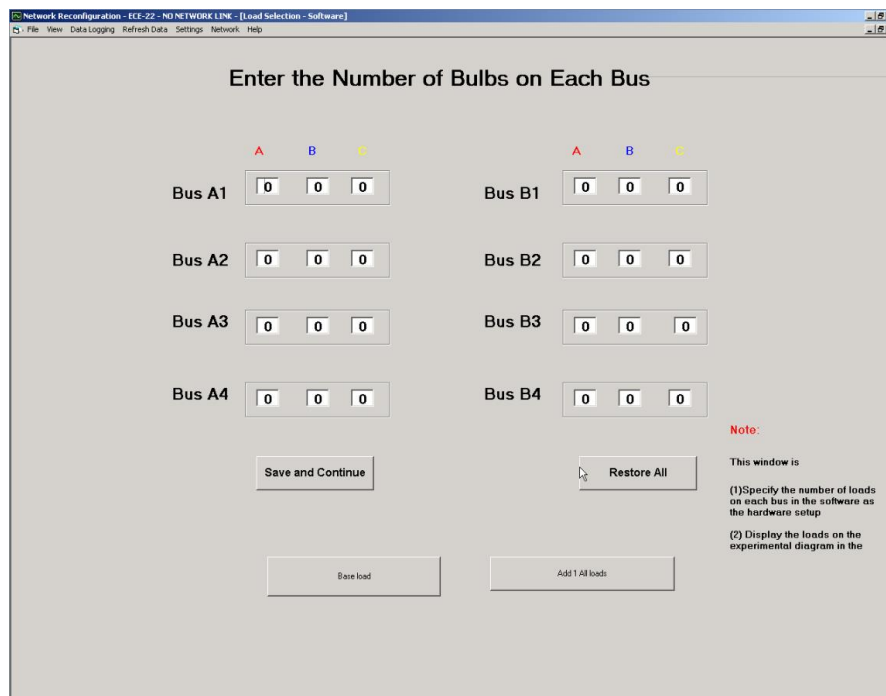 Network Reconfiguration - ECE-22 - NO NETWORK LINK - [Load Selection - Software]
File View Data Logging Refresh Data Settings Network Help
Enter the Number of Bulbs on Each Bus
A B C A B C
Bus A1 0 0 0 Bus B1 0 0 0
Bus A2 0 0 0 Bus B2 0 0 0
Bus A3 0 0 0 Bus B3 0 0 0
Bus A4 0 0 0 Bus B4 0 0 0
Save and Continue Restore All
Base load Add 1 All loads
Note:
This window is
(1)Specify the number of loads
on each bus in the software as
the hardware setup
(2) Display the loads on the
experimental diagram in the